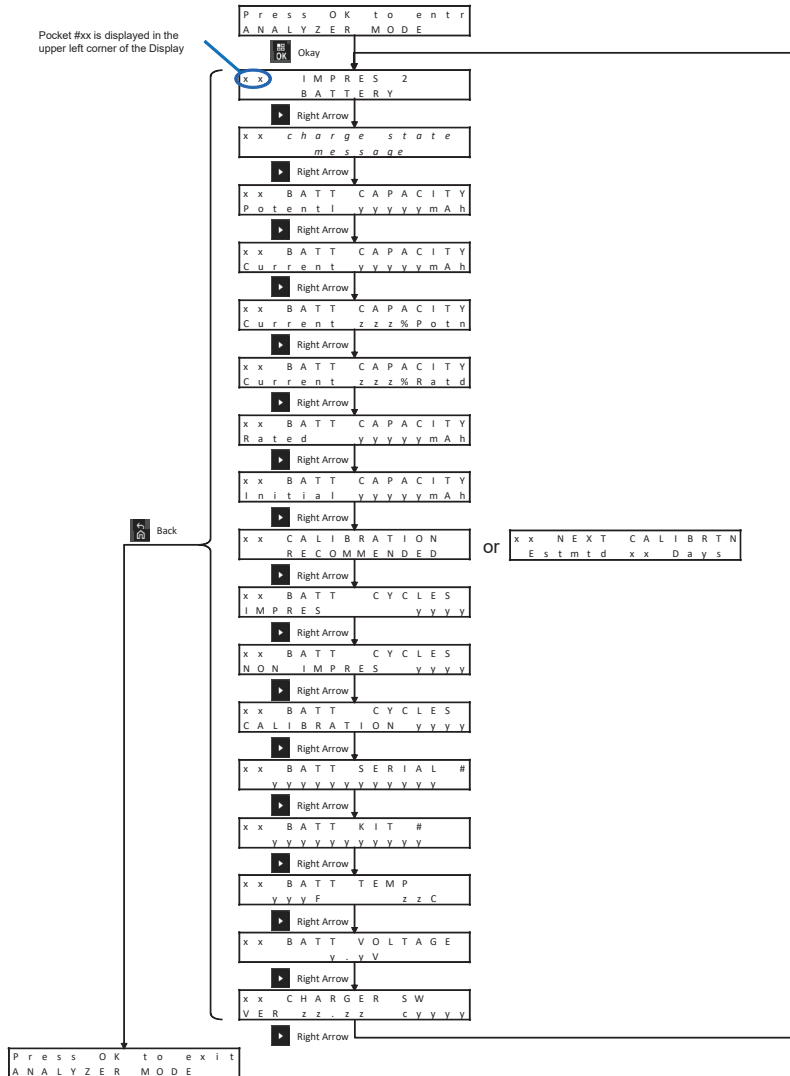 Press OK to entr
ANALYZER MODE
Pocket #xx is displayed in the
upper left corner of the Display
OK
Okay
xx IMPRES 2
BATTERY
Right Arrow
xx charge state
message
Right Arrow
xx BATT CAPACITY
Potentl yyyyymAh
Right Arrow
xx BATT CAPACITY
Current yyyyymAh
Right Arrow
xx BATT CAPACITY
Current zzz%Potn
Right Arrow
xx BATT CAPACITY
Current zzz%Ratd
Right Arrow
xx BATT CAPACITY
Rated yyyyymAh
Right Arrow
xx BATT CAPACITY
Initial yyyyymAh
Right Arrow
Back
xx CALIBRATION
RECOMMENDED
or
xx NEXT CALIBRTN
Estmtd xx Days
Right Arrow
xx BATT CYCLES
IMPRES yyyy
Right Arrow
xx BATT CYCLES
NON IMPRES yyyy
Right Arrow
xx BATT CYCLES
CALIBRATION yyyy
Right Arrow
xx BATT SERIAL #
yyyyyyyyyyyy
Right Arrow
xx BATT KIT #
yyyyyyyyyyy
Right Arrow
xx BATT TEMP
yyyF zzC
Right Arrow
xx BATT VOLTAGE
y.yV
Right Arrow
xx CHARGER SW
VER zz.zz cyyyy
Right Arrow
Press OK to exit
ANALYZER MODE